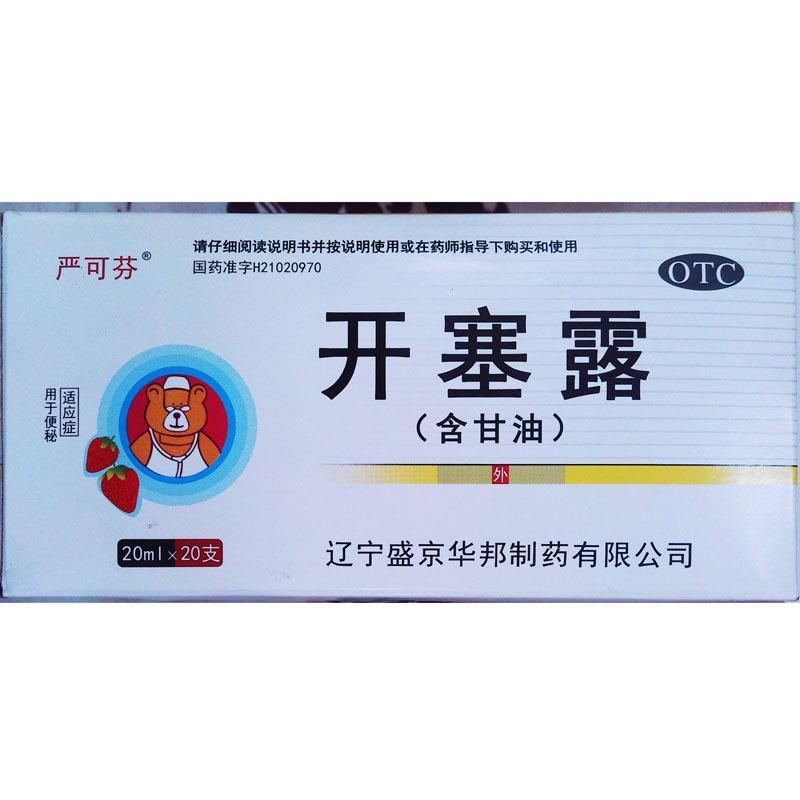 严可芬®
请仔细阅读说明书并按说明使用或在药师指导下购买和使用
国药准字H21020970
OTC
开塞露
（含甘油）
适应症
用于便秘
外
20ml×20支
辽宁盛京华邦制药有限公司